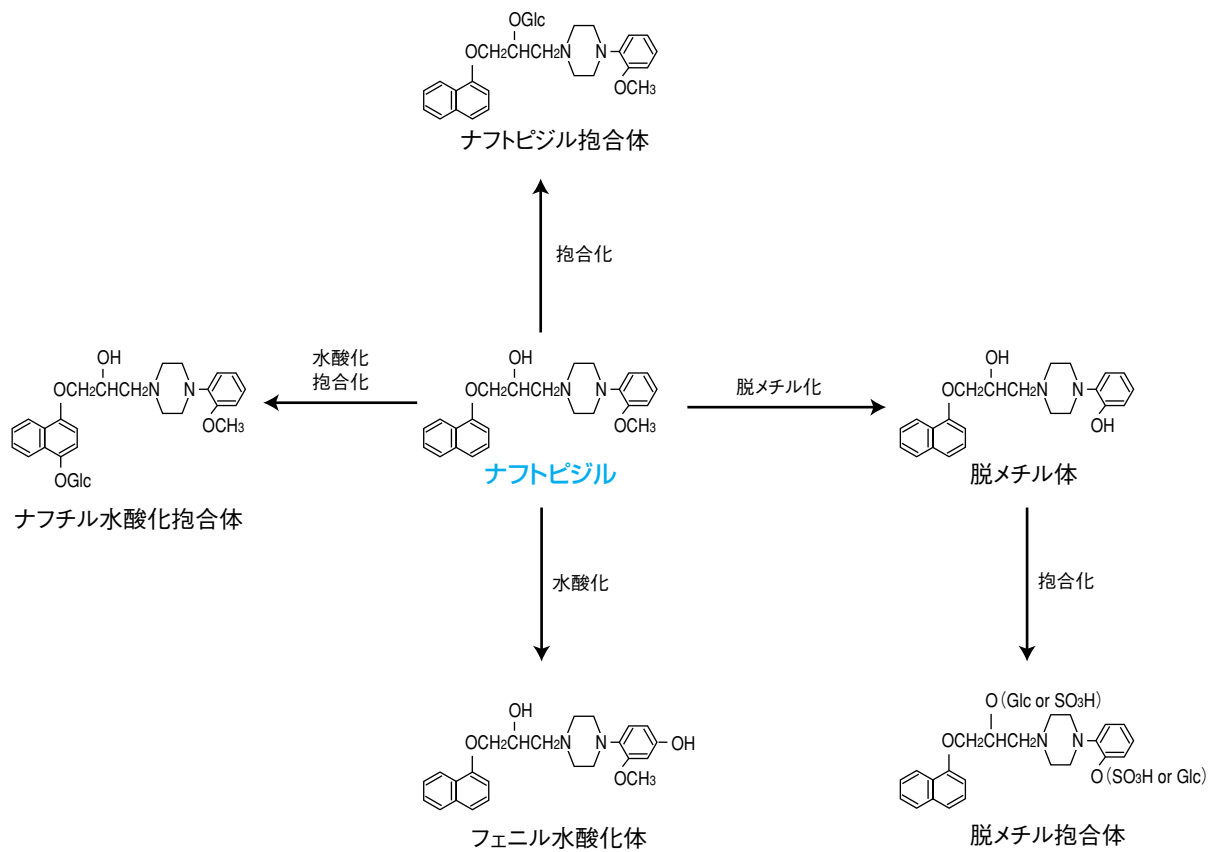 OGlc
OCH2CHCH2N N
OCH3
ナフトピジル抱合体
抱合化
水酸化
抱合化
OH
OCH2CHCH2N N
OCH3
OGlc
ナフチル水酸化抱合体
OH
OCH2CHCH2N N
OCH3
ナフトピジル
脱メチル化
OH
OCH2CHCH2N N
OH
脱メチル体
水酸化
抱合化
OH
OCH2CHCH2N N OH
OCH3
フェニル水酸化体
O(Glc or SO3H)
OCH2CHCH2N N
O(SO3H or Glc)
脱メチル抱合体